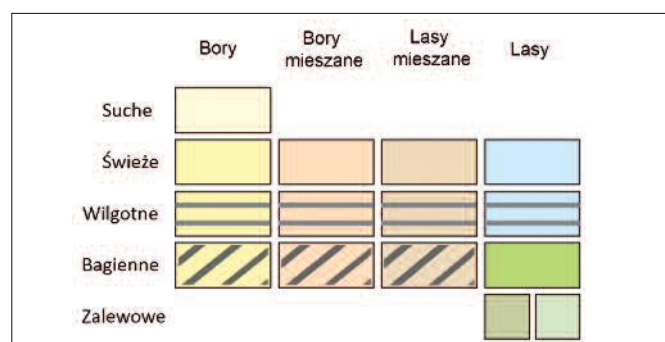 Bory
Bory
mieszane
Lasy
mieszane
Lasy
Suche
Świeże
Wilgotne
Bagienne
Zalewowe